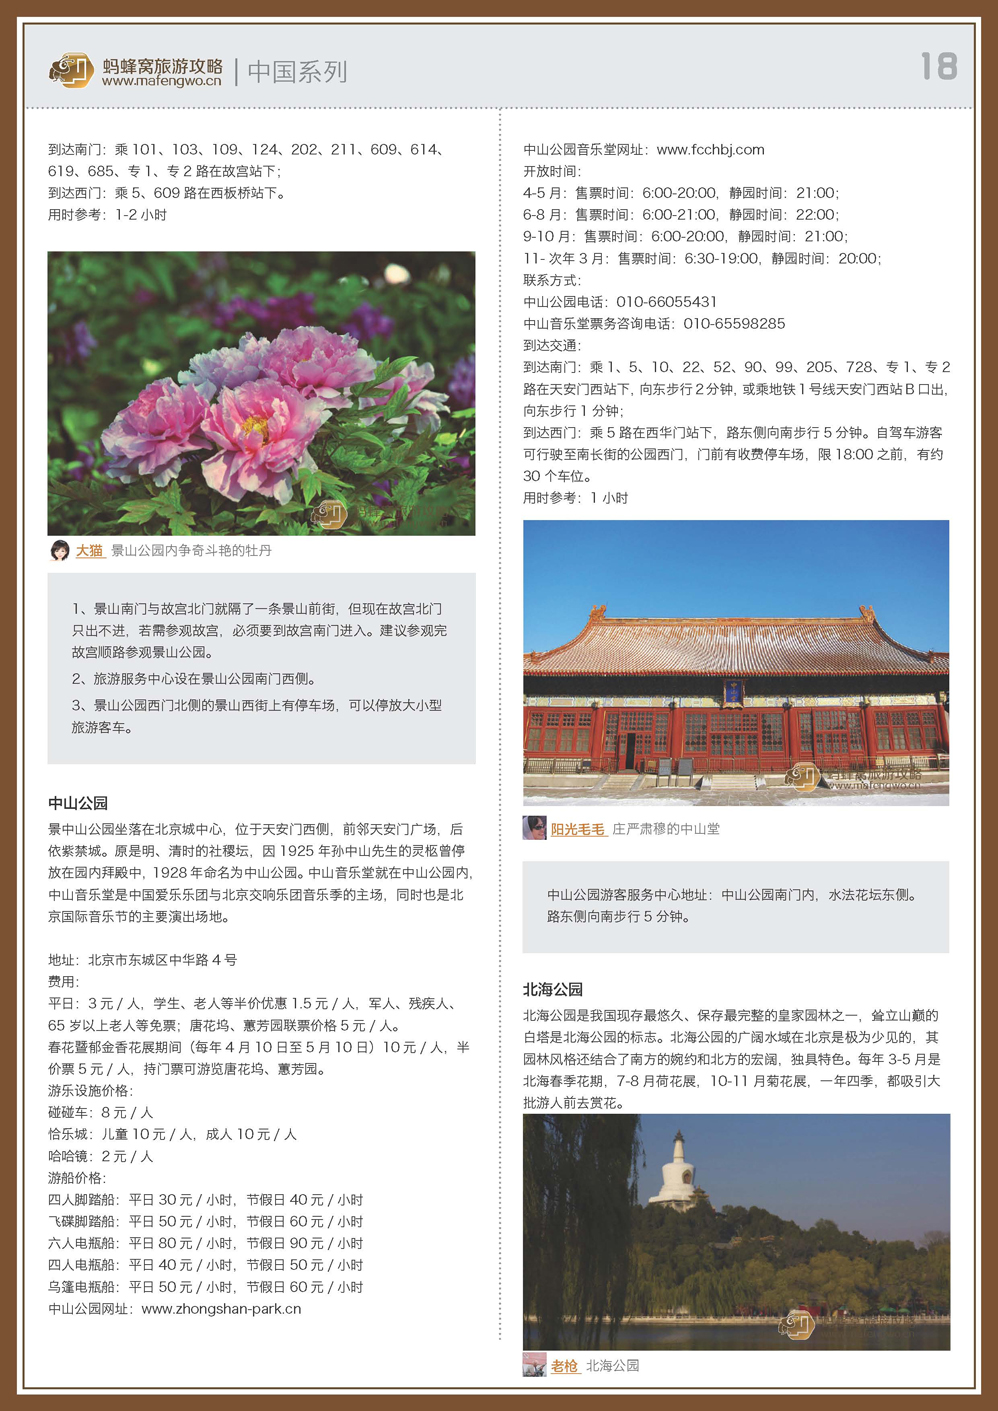 蚂蜂窝旅游攻略
www.mafengwo.cn
中国系列
18
到达南门：乘 101、103、109、124、202、211、609、614、
619、685、专 1、专 2 路在故宫站下；
到达西门：乘 5、609 路在西板桥站下。
用时参考：1-2 小时
大猫 景山公园内争奇斗艳的牡丹
1、景山南门与故宫北门就隔了一条景山前街，但现在故宫北门
只出不进，若需参观故宫，必须要到故宫南门进入。建议参观完
故宫顺路参观景山公园。
2、旅游服务中心设在景山公园南门西侧。
3、景山公园西门北侧的景山西街上有停车场，可以停放大小型
旅游客车。
中山公园
景中山公园坐落在北京城中心，位于天安门西侧，前邻天安门广场，后
依紫禁城。原是明、清时的社稷坛，因 1925 年孙中山先生的灵柩曾停
放在园内拜殿中，1928 年命名为中山公园。中山音乐堂就在中山公园内，
中山音乐堂是中国爱乐乐团与北京交响乐团音乐季的主场，同时也是北
京国际音乐节的主要演出场地。
地址：北京市东城区中华路 4 号
费用：
平日：3 元 / 人，学生、老人等半价优惠 1.5 元 / 人，军人、残疾人、
65 岁以上老人等免票；唐花坞、蕙芳园联票价格 5 元 / 人。
春花暨郁金香花展期间（每年 4 月 10 日至 5 月 10 日）10 元 / 人，半
价票 5 元 / 人，持门票可游览唐花坞、蕙芳园。
游乐设施价格：
碰碰车：8 元 / 人
恰乐城：儿童 10 元 / 人，成人 10 元 / 人
哈哈镜：2 元 / 人
游船价格：
四人脚踏船：平日 30 元 / 小时，节假日 40 元 / 小时
飞碟脚踏船：平日 50 元 / 小时，节假日 60 元 / 小时
六人电瓶船：平日 80 元 / 小时，节假日 90 元 / 小时
四人电瓶船：平日 40 元 / 小时，节假日 50 元 / 小时
乌篷电瓶船：平日 50 元 / 小时，节假日 60 元 / 小时
中山公园网址：www.zhongshan-park.cn
中山公园音乐堂网址：www.fcchbj.com
开放时间：
4-5 月：售票时间：6:00-20:00，静园时间：21:00；
6-8 月：售票时间：6:00-21:00，静园时间：22:00；
9-10 月：售票时间：6:00-20:00，静园时间：21:00；
11- 次年 3 月：售票时间：6:30-19:00，静园时间：20:00；
联系方式：
中山公园电话：010-66055431
中山音乐堂票务咨询电话：010-65598285
到达交通：
到达南门：乘 1、5、10、22、52、90、99、205、728、专 1、专 2
路在天安门西站下，向东步行 2 分钟，或乘地铁 1 号线天安门西站 B 口出，
向东步行 1 分钟；
到达西门：乘 5 路在西华门站下，路东侧向南步行 5 分钟。自驾车游客
可行驶至南长街的公园西门，门前有收费停车场，限 18:00 之前，有约
30 个车位。
用时参考：1 小时
中山堂
蚂蜂窝旅游攻略
www.mafengwo.cn
阳光毛毛 庄严肃穆的中山堂
中山公园游客服务中心地址：中山公园南门内，水法花坛东侧。
路东侧向南步行 5 分钟。
北海公园
北海公园是我国现存最悠久、保存最完整的皇家园林之一，耸立山巅的
白塔是北海公园的标志。北海公园的广阔水域在北京是极为少见的，其
园林风格还结合了南方的婉约和北方的宏阔，独具特色。每年 3-5 月是
北海春季花期，7-8 月荷花展，10-11 月菊花展，一年四季，都吸引大
批游人前去赏花。
老枪 北海公园